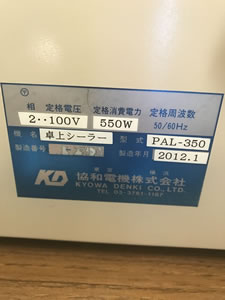 相 定格電圧 定格消費電力 定格周波数
2··100V 550W 50/60Hz
機名 卓上シーラー 型式 PAL-350
製造番号 製造年月 2012.1
KD 協和電機株式会社
KYOWA DENKI CO., LTD.